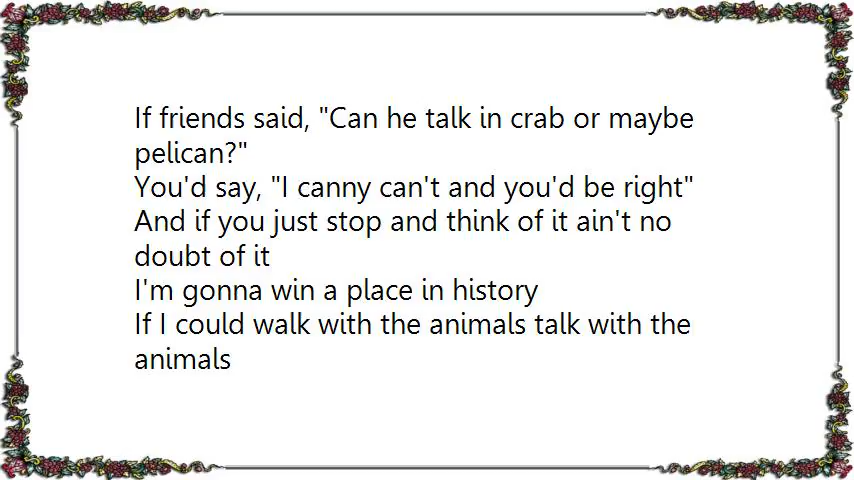 If friends said, "Can he talk in crab or maybe
pelican?"
You'd say, "I canny can't and you'd be right"
And if you just stop and think of it ain't no
doubt of it
I'm gonna win a place in history
If I could walk with the animals talk with the
animals